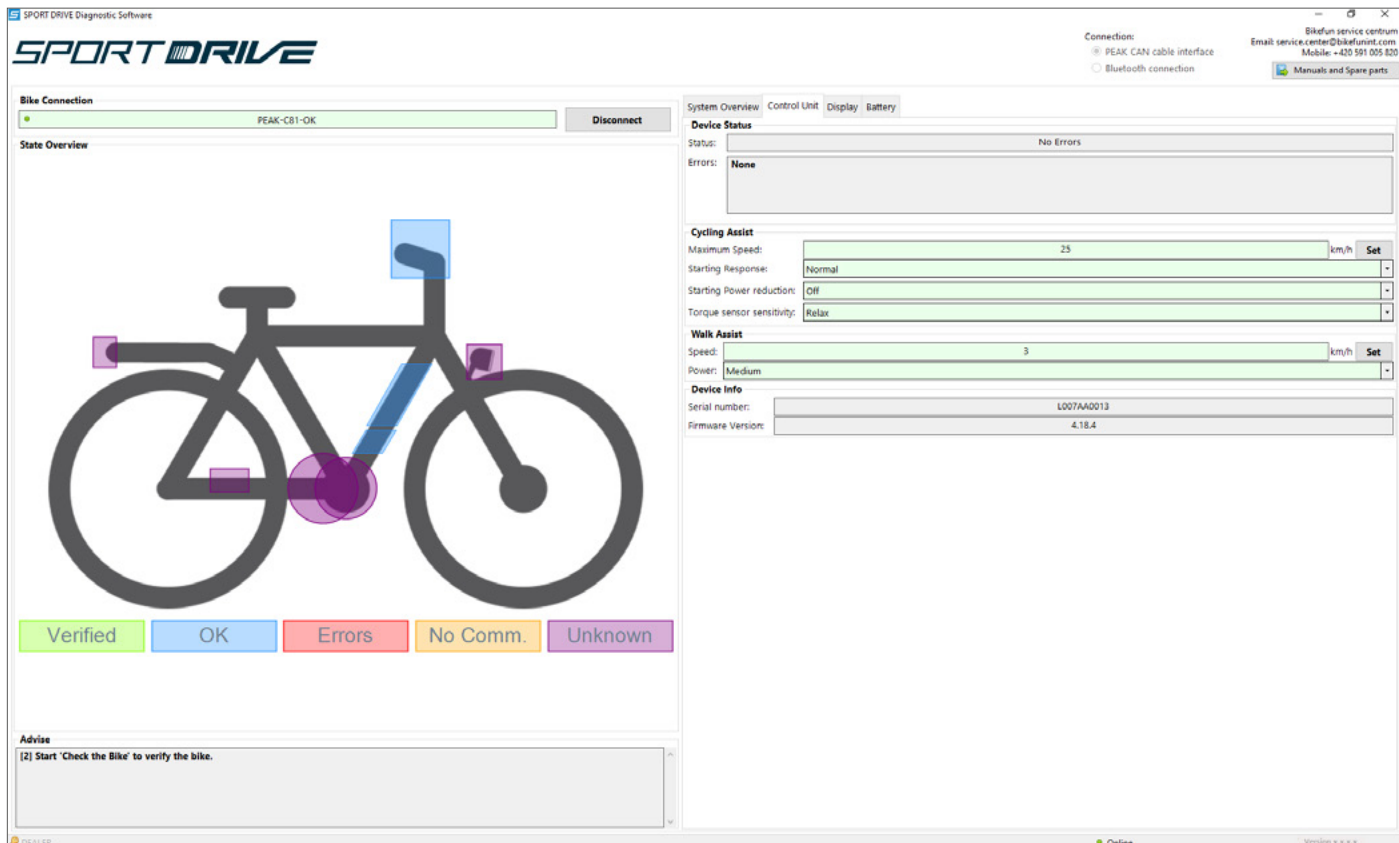 SPORT DRIVE Diagnostic Software
SPORTDRIVE
Connection:
PEAK CAN cable interface
Bluetooth connection
Bikefun service centrum
Email: service.center@bikefunint.com
Mobile: +420 591 005 820
Manuals and Spare parts
Bike Connection
PEAK-C81-OK
Disconnect
State Overview
Verified
OK
Errors
No Comm.
Unknown
Advise
[2] Start 'Check the Bike' to verify the bike.
System Overview
Control Unit
Display
Battery
Device Status
Status:
No Errors
Errors:
None
Cycling Assist
Maximum Speed:
25
km/h
Set
Starting Response:
Normal
Starting Power reduction:
Off
Torque sensor sensitivity:
Relax
Walk Assist
Speed:
3
km/h
Set
Power:
Medium
Device Info
Serial number:
L007AA0013
Firmware Version:
4.18.4
DEALER
Online
Version x.x.x.x